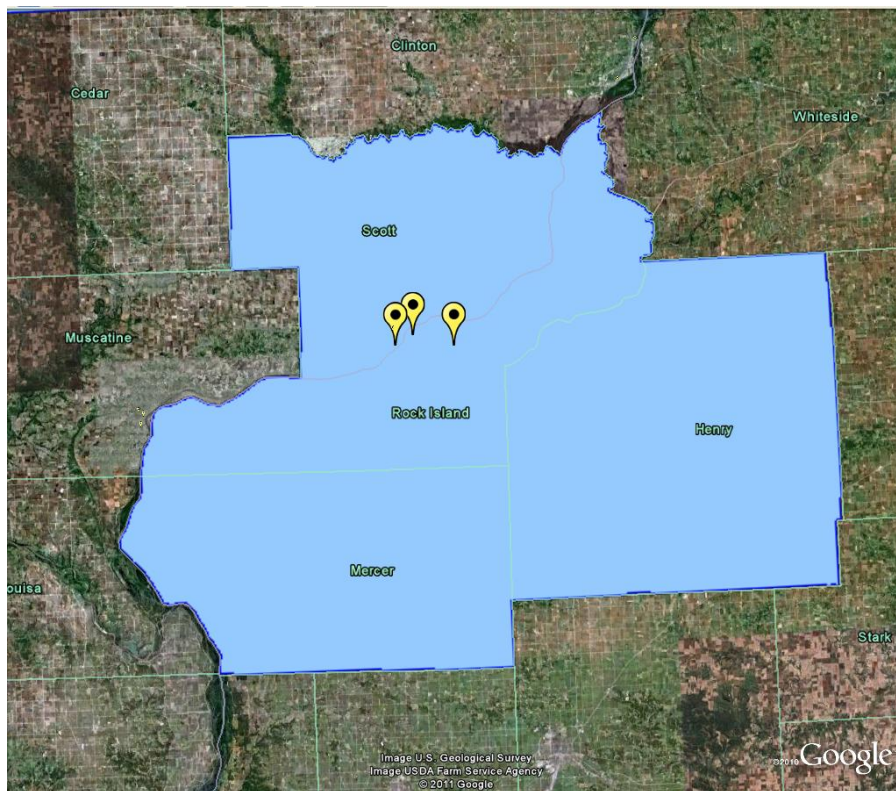 Clinton
Cedar
Whiteside
Scott
Muscatine
Rock Island
Henry
Mercer
ouisa
Stark
Image U.S. Geological Survey
Image USDA Farm Service Agency
© 2011 Google
©2010 Google